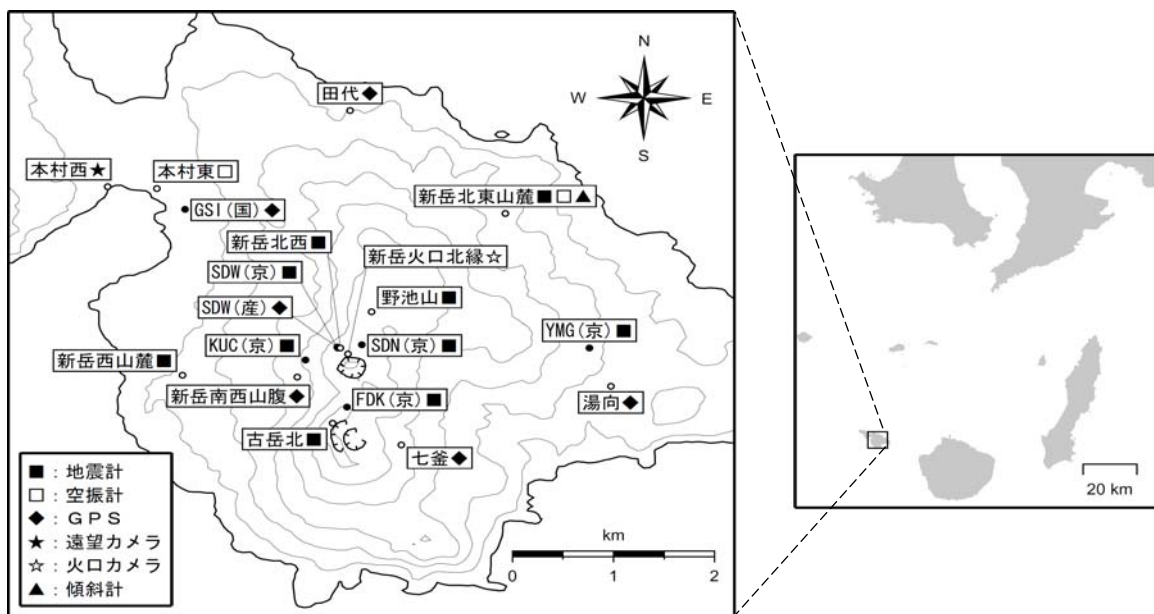 N
W E
S
田代◆
本村西★
本村東□
新岳北東山麓■□▲
GSI(国)◆
新岳北西■
新岳火口北縁☆
SDW(京)■
野池山■
SDW(産)◆
YMG(京)■
KUC(京)■
SDN(京)■
新岳西山麓■
新岳南西山腹◆
FDK(京)■
湯向◆
古岳北■
七釜◆
■：地震計
□：空振計
◆：GPS
★：遠望カメラ
☆：火口カメラ
▲：傾斜計
km
0 1 2
20 km